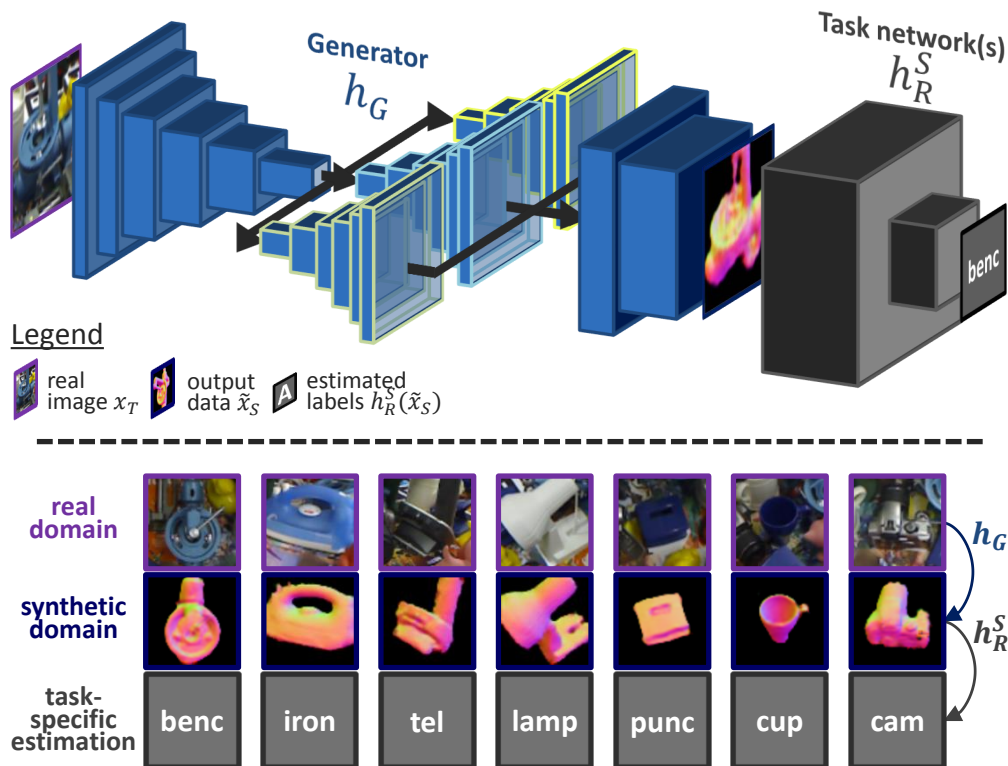 Generator
h_G
Task network(s)
h_R^S
benc
Legend
real
image x_T
output
data x̃_S
A
estimated
labels h_R^S(x̃_S)
real
domain
h_G
synthetic
domain
h_R^S
task-
specific
estimation
benc
iron
tel
lamp
punc
cup
cam